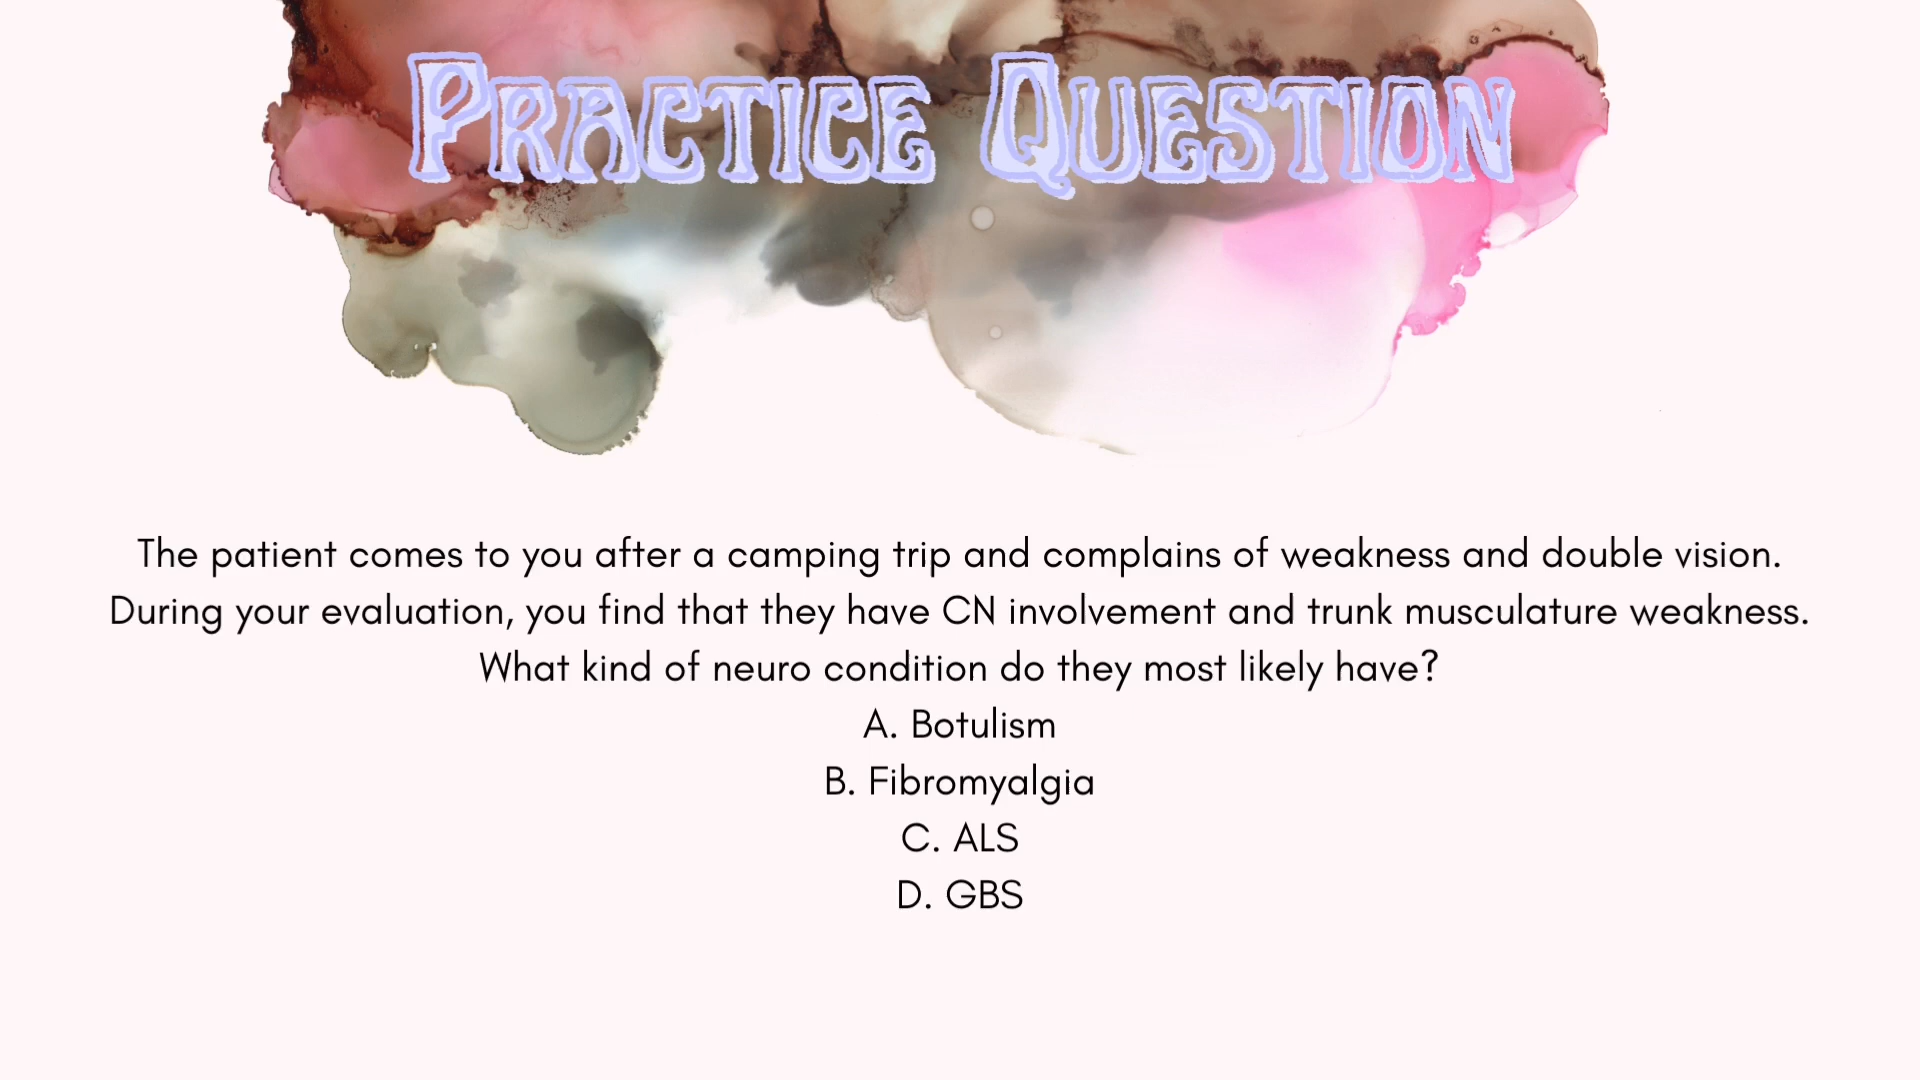 Practice Question
The patient comes to you after a camping trip and complains of weakness and double vision.
During your evaluation, you find that they have CN involvement and trunk musculature weakness.
What kind of neuro condition do they most likely have?
A. Botulism
B. Fibromyalgia
C. ALS
D. GBS